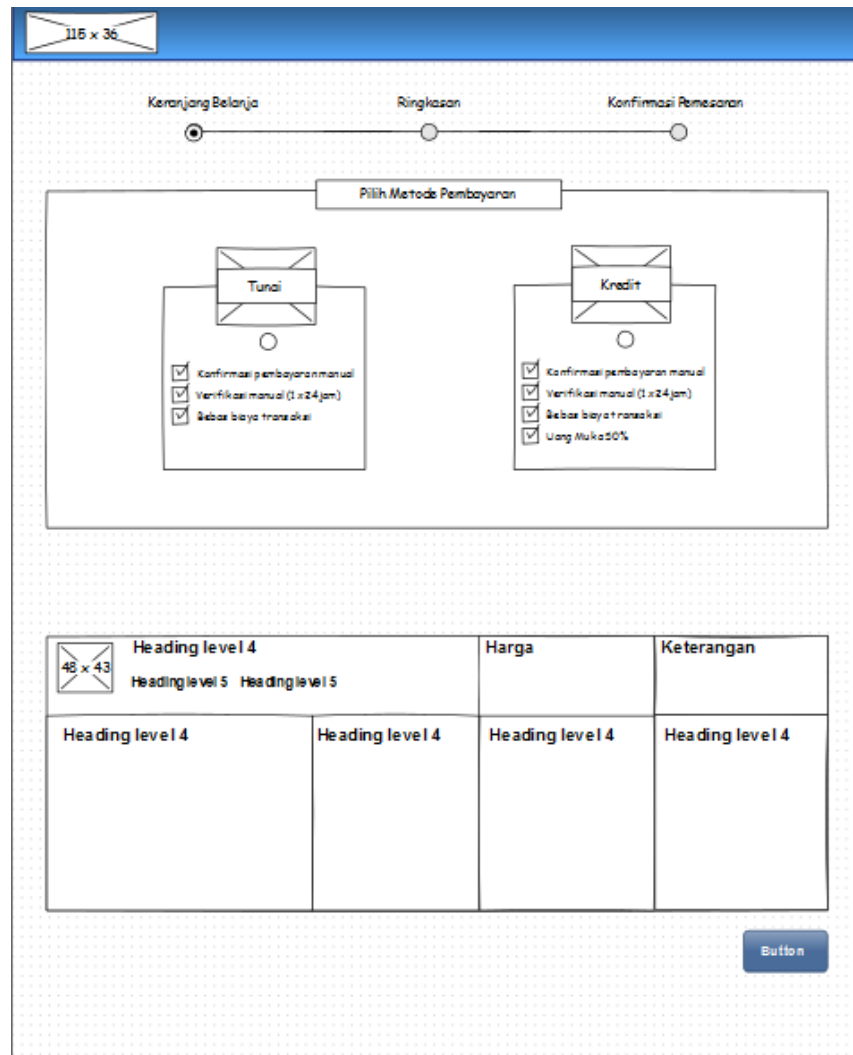 115 x 36
Keranjang Belanja Ringkasan Konfirmasi Pemesanan
Pilih Metode Pembayaran
Tunai
Konfirmasi pembayaran manual
Verifikasi manual (1 x 24 jam)
Bebas biaya transaksi
Kredit
Konfirmasi pembayaran manual
Verifikasi manual (1 x 24 jam)
Bebas biaya transaksi
Uang Muka 50%
48 x 43
Heading level 4
Heading level 5 Heading level 5
Harga
Keterangan
Heading level 4 Heading level 4 Heading level 4 Heading level 4
Button